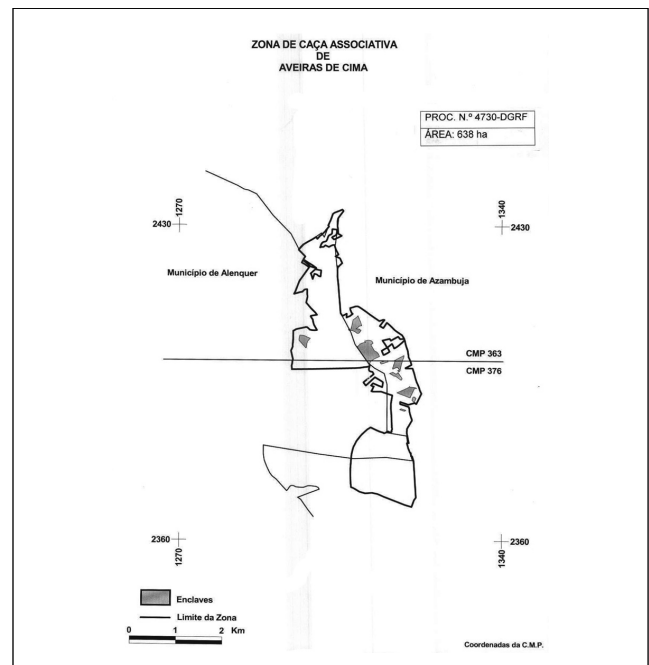 ZONA DE CAÇA ASSOCIATIVA
DE
AVEIRAS DE CIMA
PROC. N.º 4730-DGRF
ÁREA: 638 ha
1270
1340
2430
2430
Município de Alenquer
Município de Azambuja
CMP 363
CMP 376
2360
2360
1270
1340
Enclaves
Limite da Zona
0 1 2 Km
Coordenadas da C.M.P.